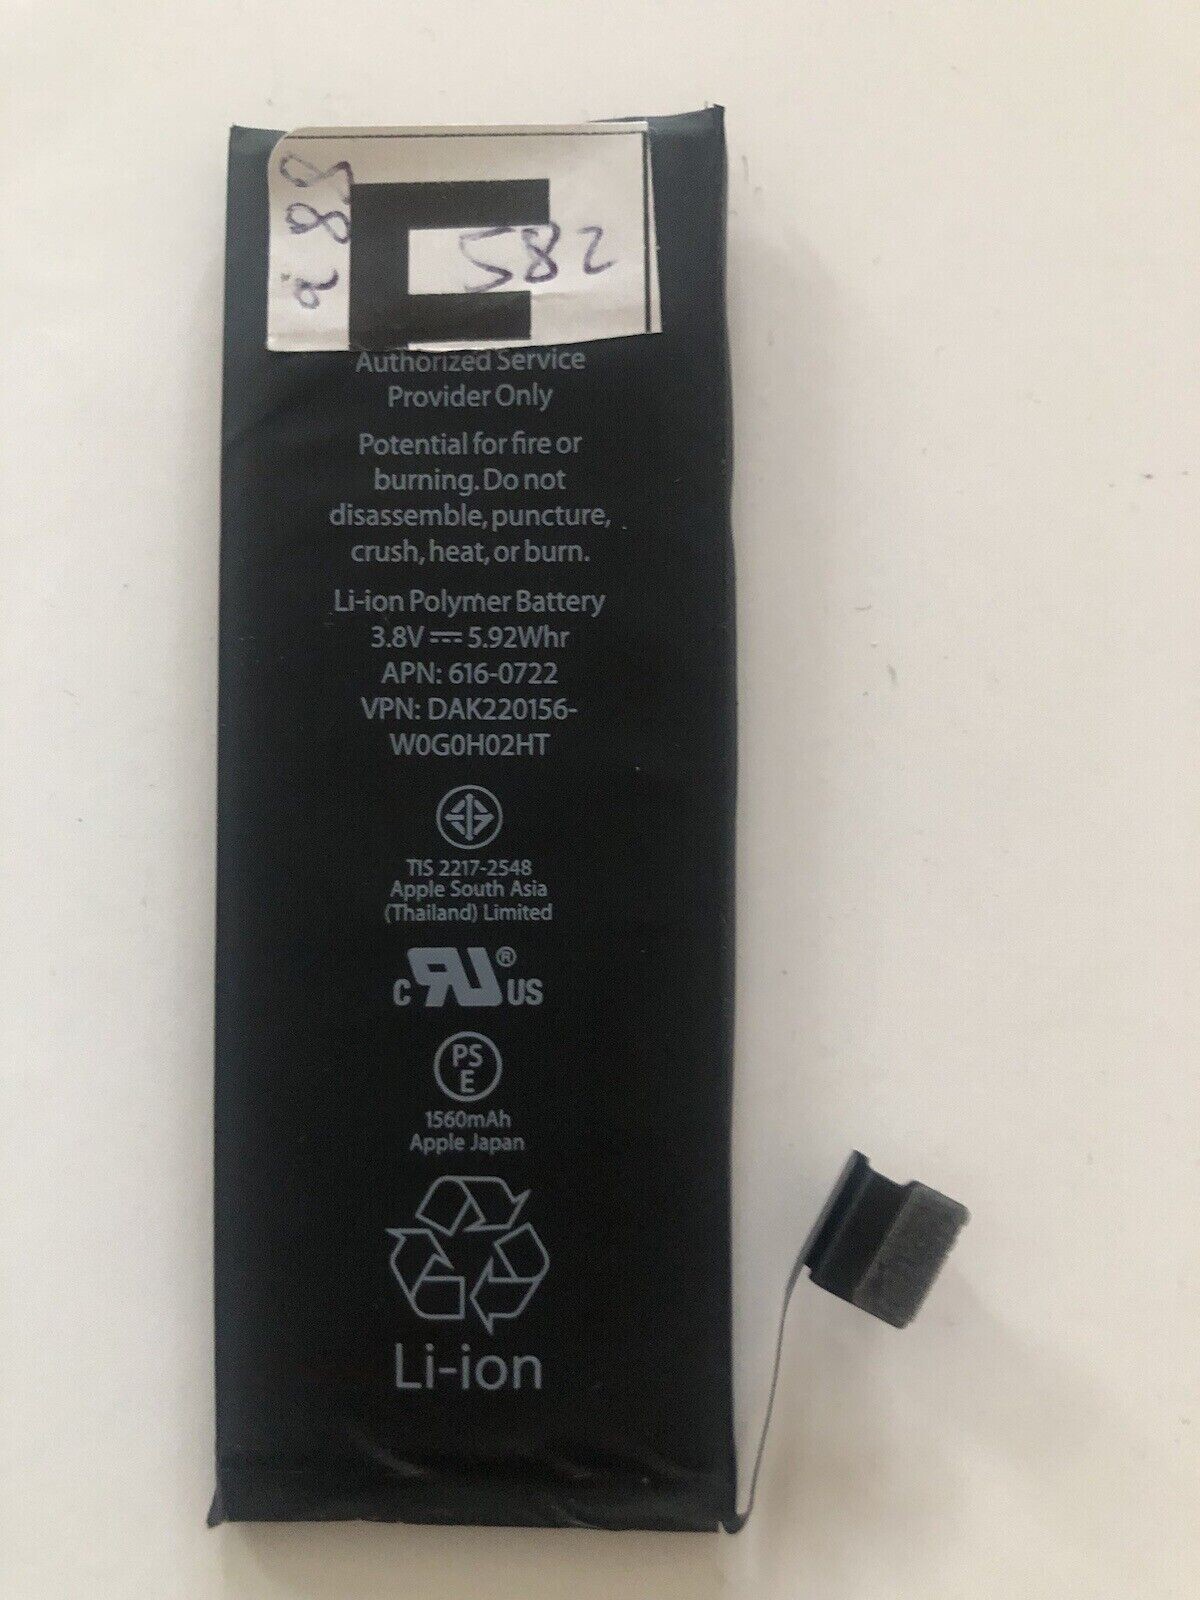 582
Authorized Service
Provider Only
Potential for fire or
burning. Do not
disassemble, puncture,
crush, heat, or burn.
Li-ion Polymer Battery
3.8V⎓5.92Whr
APN: 616-0722
VPN: DAK220156-
W0G0H02HT
TIS 2217-2548
Apple South Asia
(Thailand) Limited
c RU® US
PS
E
1560mAh
Apple Japan
Li-ion